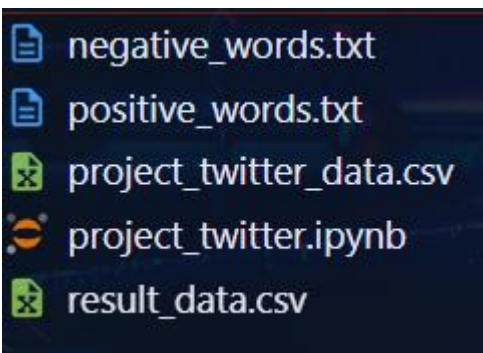 negative_words.txt
positive_words.txt
project_twitter_data.csv
project_twitter.ipynb
result_data.csv